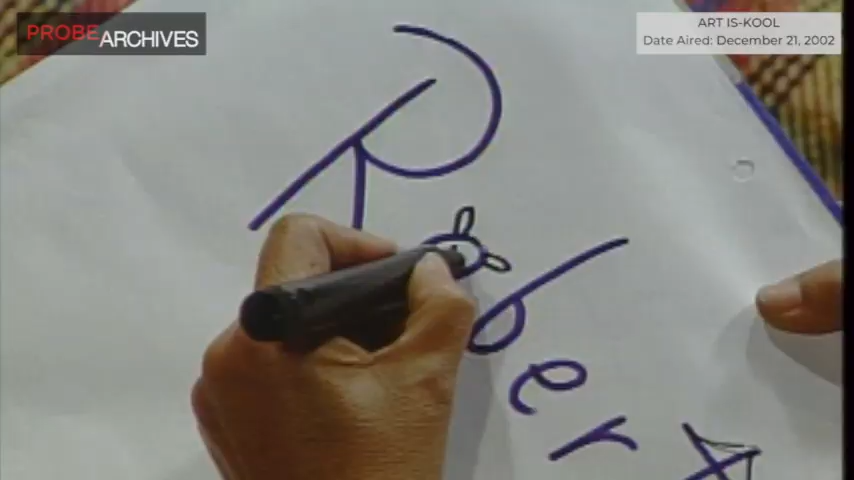 PROBE ARCHIVES
ART IS-KOOL
Date Aired: December 21, 2002
Robert